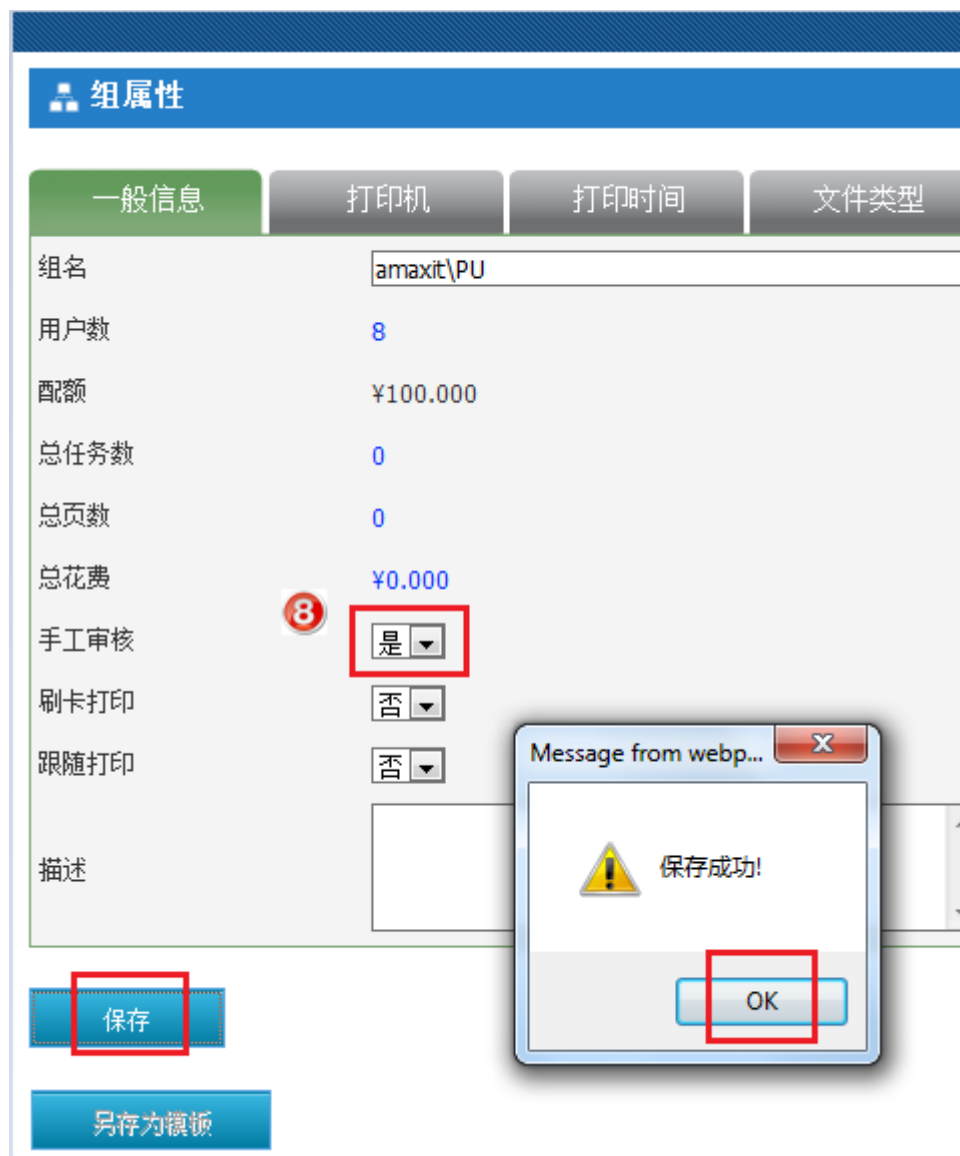 组属性
一般信息 打印机 打印时间 文件类型
组名 amaxit\PU
用户数 8
配额 ¥100.000
总任务数 0
总页数 0
总花费 ¥0.000
8
手工审核 是
刷卡打印 否
跟随打印 否
Message from webp...
描述
保存成功!
OK
保存
另存为模板